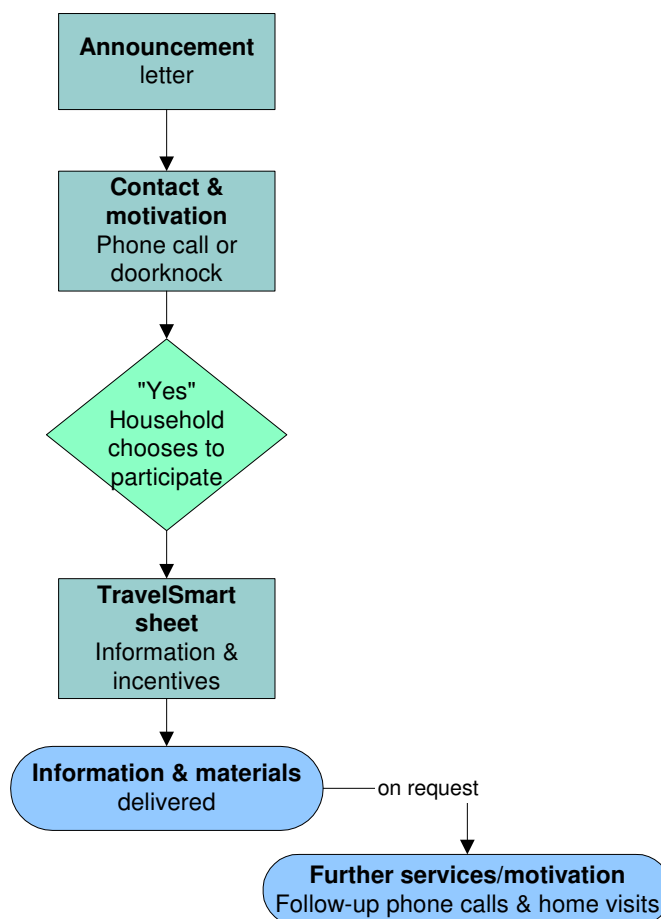 Announcement
letter
Contact &
motivation
Phone call or
doorknock
"Yes"
Household
chooses to
participate
TravelSmart
sheet
Information &
incentives
Information & materials
delivered
on request
Further services/motivation
Follow-up phone calls & home visits